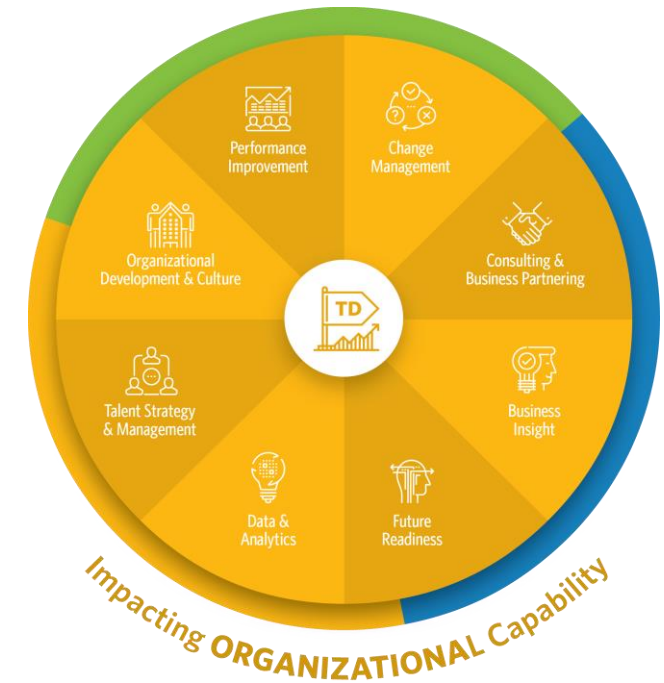 Performance
Improvement
Change
Management
Organizational
Development & Culture
Consulting &
Business Partnering
TD
Talent Strategy
& Management
Business
Insight
Data &
Analytics
Future
Readiness
Impacting ORGANIZATIONAL Capability